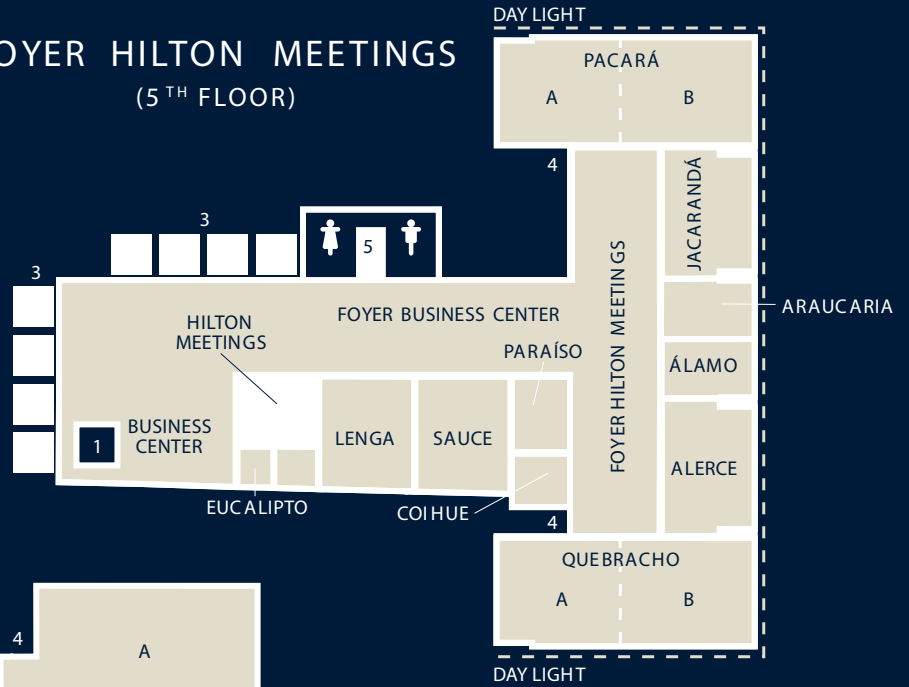 DAY LIGHT
OYER HILTON MEETINGS
(5TH FLOOR)
PACARÁ
A
B
4
JACARANDÁ
3
5
3
FOYER BUSINESS CENTER
HILTON
MEETINGS
FOYER HILTON MEETINGS
ARAUCARIA
PARAÍSO
ÁLAMO
1
BUSINESS
CENTER
LENGA
SAUCE
ALERCE
EUCALIPTO
COIHUE
4
QUEBRACHO
A
B
4
A
DAY LIGHT